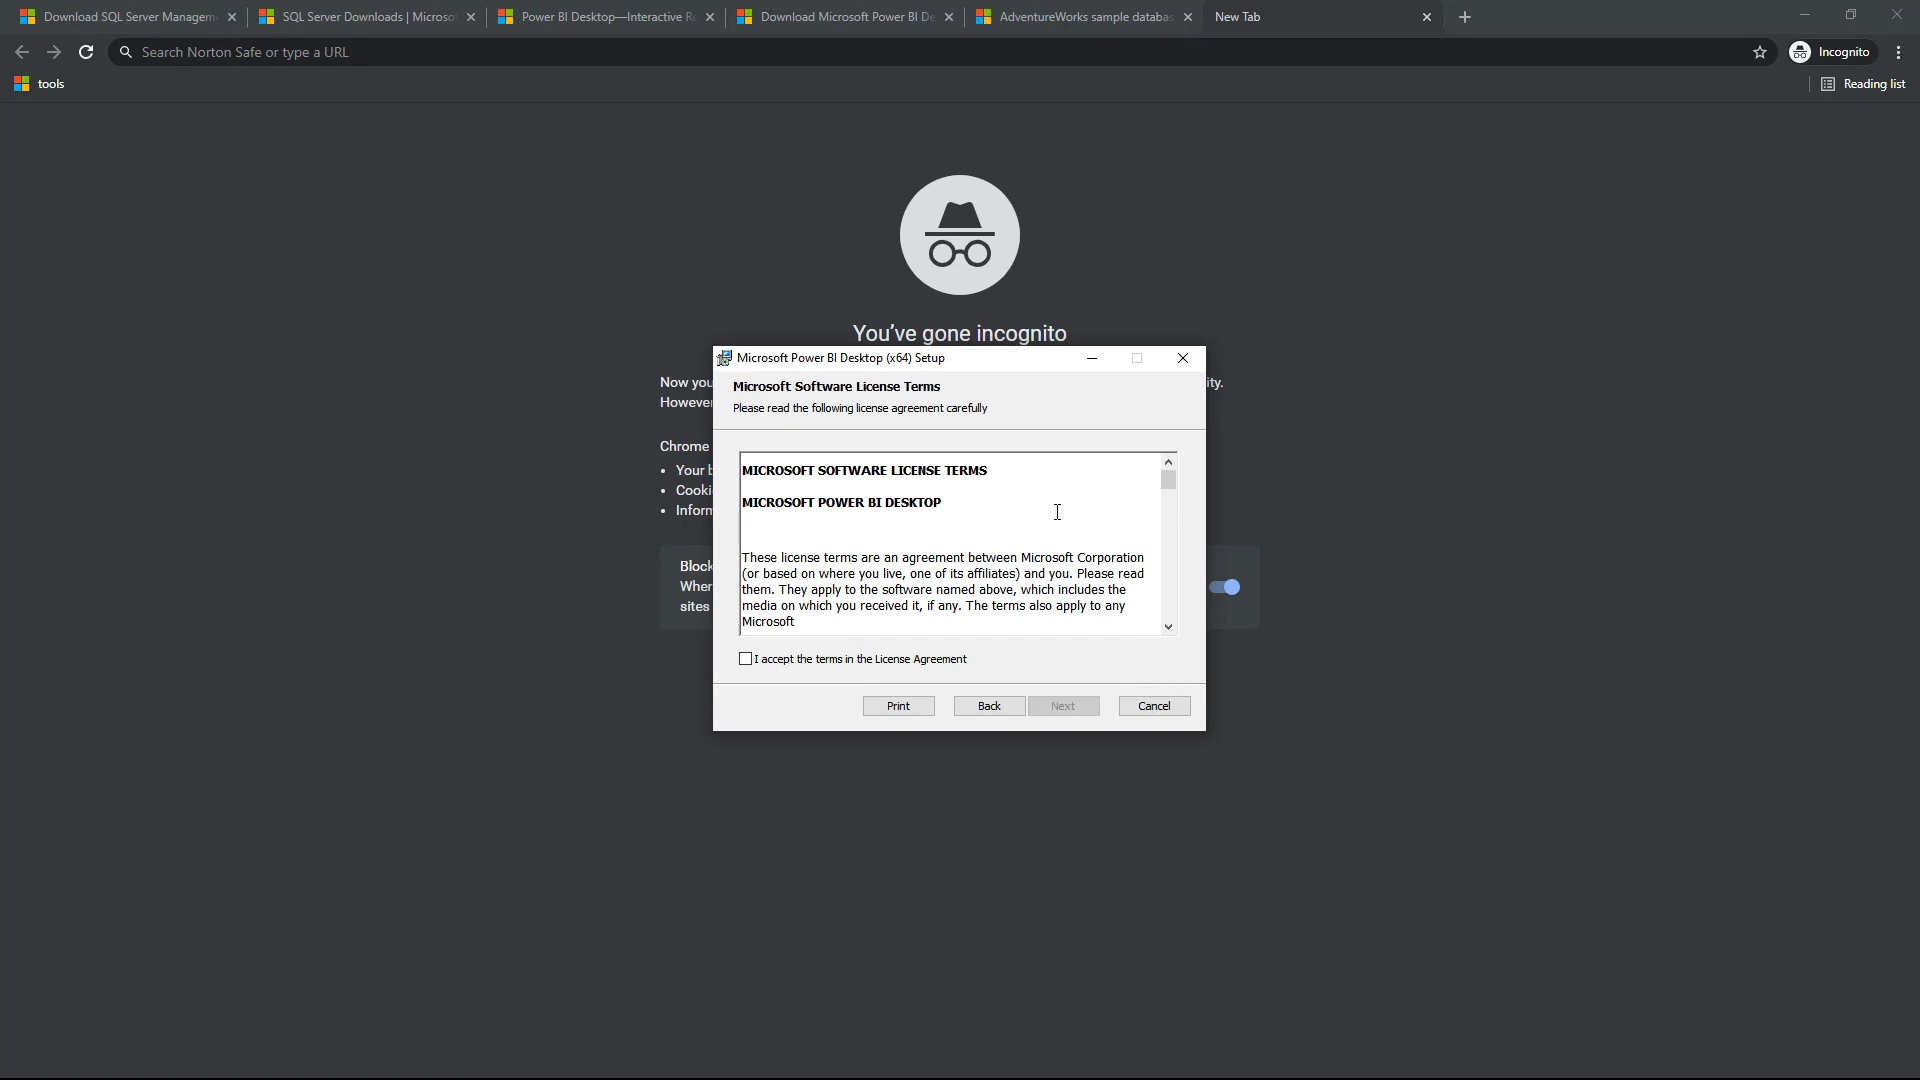 Download SQL Server Managem
SQL Server Downloads | Microso
Power BI Desktop—Interactive Re
Download Microsoft Power BI De
AdventureWorks sample databas
New Tab
Search Norton Safe or type a URL
Incognito
tools
Reading list
You've gone incognito
Now you
ity.
However
Chrome
• Your b
• Cooki
• Inforn
Block
Wher
sites
Microsoft Power BI Desktop (x64) Setup
Microsoft Software License Terms
Please read the following license agreement carefully
MICROSOFT SOFTWARE LICENSE TERMS
MICROSOFT POWER BI DESKTOP
These license terms are an agreement between Microsoft Corporation
(or based on where you live, one of its affiliates) and you. Please read
them. They apply to the software named above, which includes the
media on which you received it, if any. The terms also apply to any
Microsoft
I accept the terms in the License Agreement
Print
Back
Next
Cancel